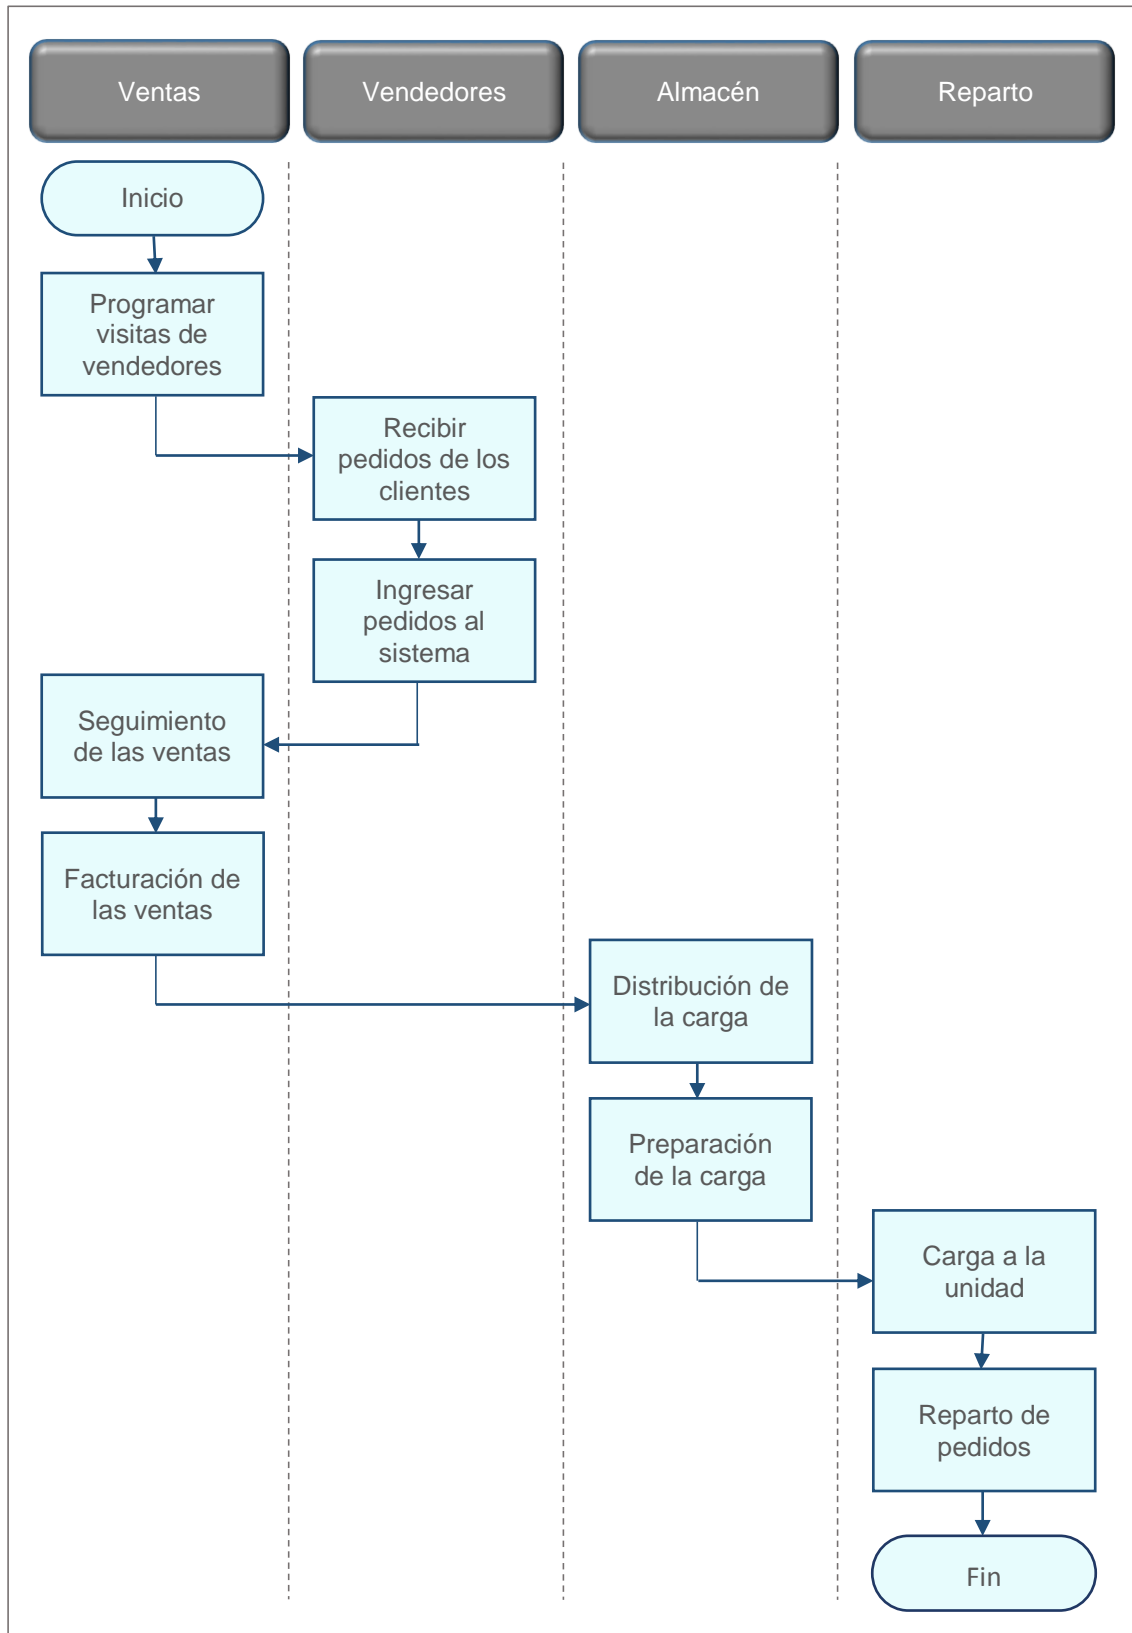 Ventas
Vendedores
Almacén
Reparto
Inicio
Programar
visitas de
vendedores
Recibir
pedidos de los
clientes
Ingresar
pedidos al
sistema
Seguimiento
de las ventas
Facturación de
las ventas
Distribución de
la carga
Preparación
de la carga
Carga a la
unidad
Reparto de
pedidos
Fin